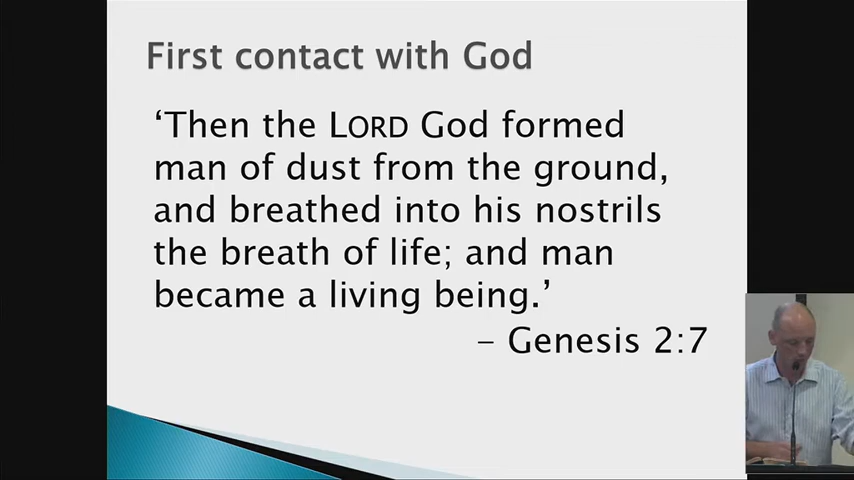 First contact with God
‘Then the LORD God formed
man of dust from the ground,
and breathed into his nostrils
the breath of life; and man
became a living being.’
– Genesis 2:7